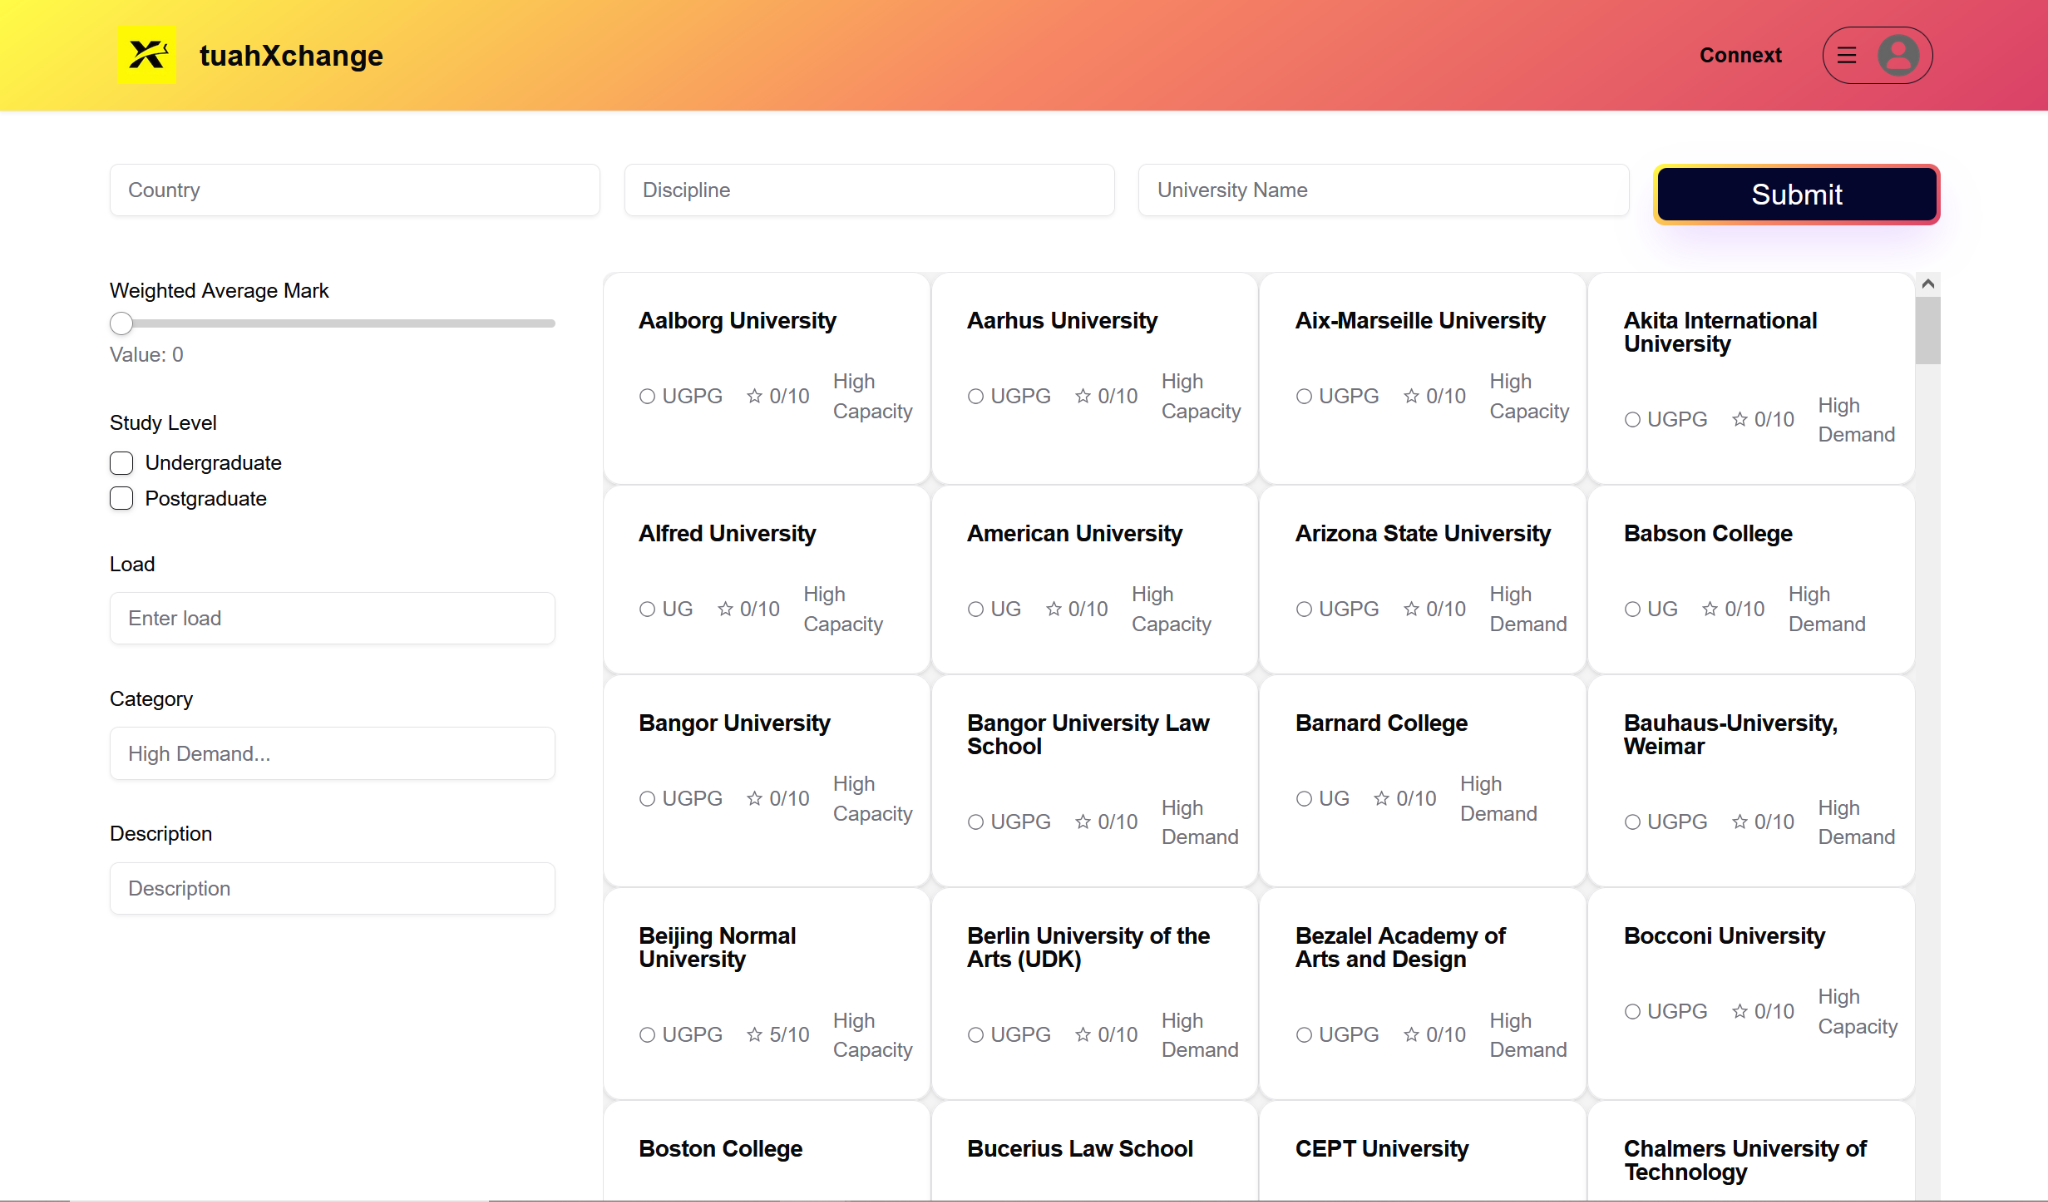 tuahXchange
Connext
Country
Discipline
University Name
Submit
Weighted Average Mark
Value: 0
Study Level
Undergraduate
Postgraduate
Load
Enter load
Category
High Demand...
Description
Description
Aalborg University
UGPG 0/10 High
Capacity
Aarhus University
UGPG 0/10 High
Capacity
Aix-Marseille University
UGPG 0/10 High
Capacity
Akita International
University
UGPG 0/10 High
Demand
Alfred University
UG 0/10 High
Capacity
American University
UG 0/10 High
Capacity
Arizona State University
UGPG 0/10 High
Demand
Babson College
UG 0/10 High
Demand
Bangor University
UGPG 0/10 High
Capacity
Bangor University Law
School
UGPG 0/10 High
Demand
Barnard College
UG 0/10 High
Demand
Bauhaus-University,
Weimar
UGPG 0/10 High
Demand
Beijing Normal
University
UGPG 5/10 High
Capacity
Berlin University of the
Arts (UDK)
UGPG 0/10 High
Demand
Bezalel Academy of
Arts and Design
UGPG 0/10 High
Demand
Bocconi University
UGPG 0/10 High
Capacity
Boston College
Bucerius Law School
CEPT University
Chalmers University of
Technology